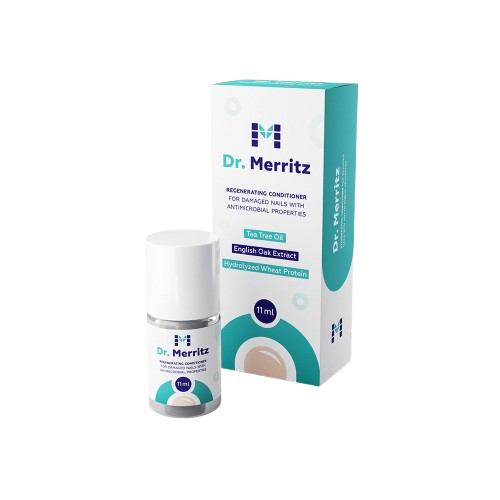 Dr. Merritz
REGENERATING CONDITIONER
FOR DAMAGED NAILS WITH
ANTIMICROBIAL PROPERTIES
Tea Tree Oil
English Oak Extract
Hydrolyzed Wheat Protein
11 ml
Dr. Merritz
Dr. Merritz
REGENERATING CONDITIONER
FOR DAMAGED NAILS WITH
ANTIMICROBIAL PROPERTIES
11 ml